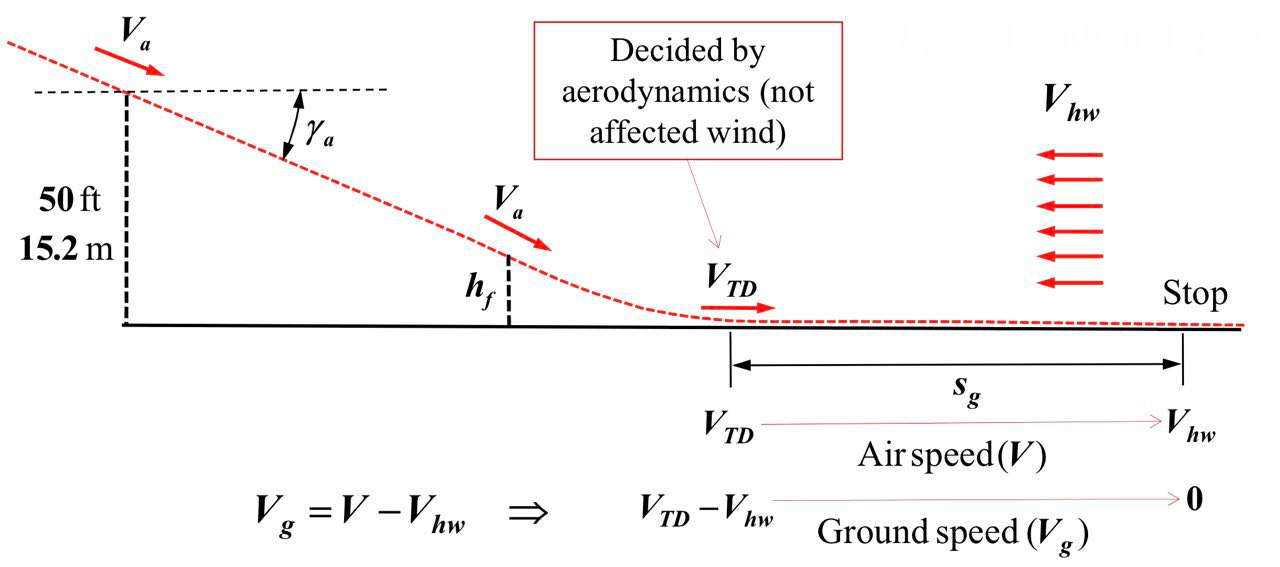 V_a
Decided by
aerodynamics (not
affected wind)
V_hw
γ_a
50 ft
15.2 m
V_a
h_f
V_TD
Stop
s_g
V_TD V_hw
Air speed (V)
V_g = V − V_hw ⇒ V_TD − V_hw 0
Ground speed (V_g)